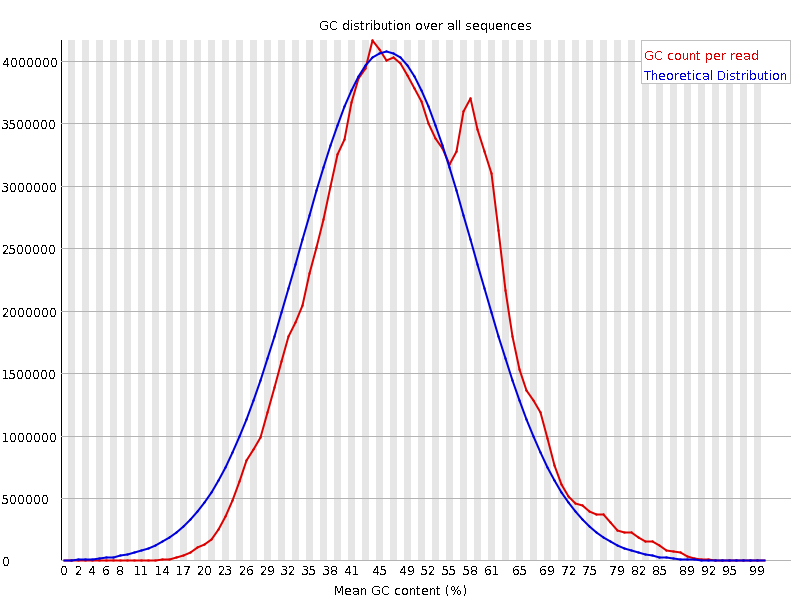 GC distribution over all sequences
GC count per read
Theoretical Distribution
4000000
3500000
3000000
2500000
2000000
1500000
1000000
500000
0
0 2 4 6 8 11 14 17 20 23 26 29 32 35 38 41 45 49 52 55 58 61 65 69 72 75 79 82 85 89 92 95 99
Mean GC content (%)